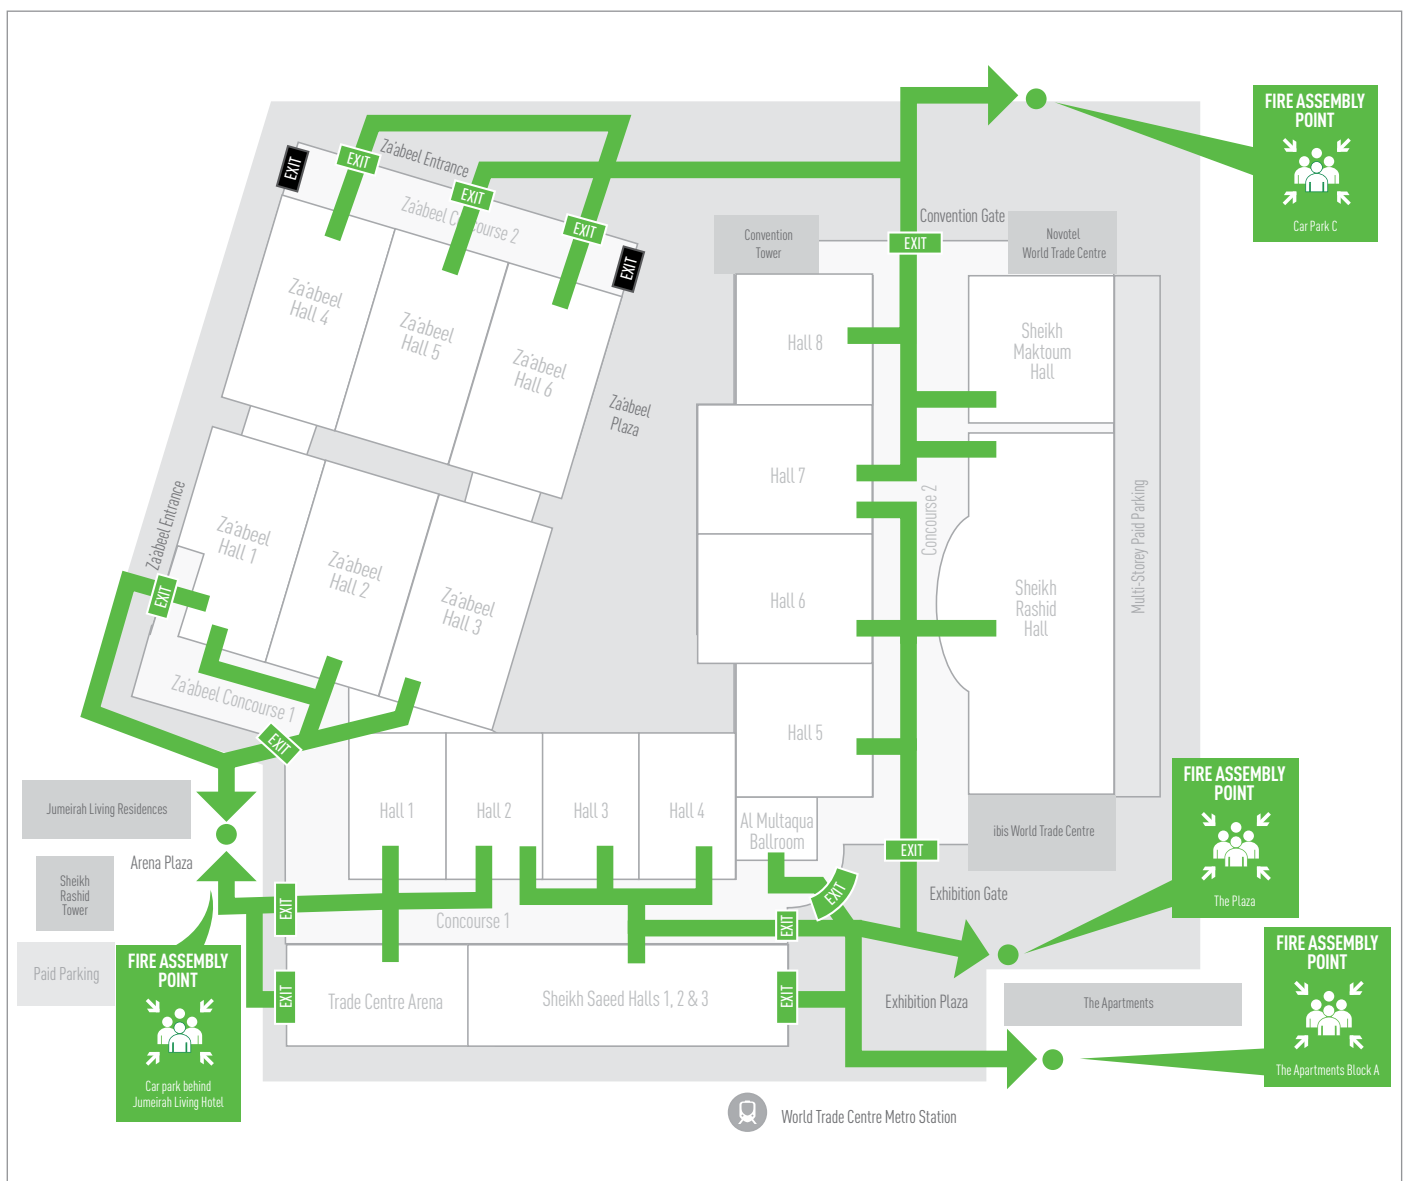 FIRE ASSEMBLY
POINT
Car Park C
EXIT
EXIT
Za'abeel Entrance
EXIT
Za'abeel Concourse 2
EXIT
EXIT
Convention Gate
EXIT
Convention
Tower
Novotel
World Trade Centre
Za'abeel
Hall 4
Za'abeel
Hall 5
Za'abeel
Hall 6
Za'abeel
Plaza
Hall 8
Sheikh
Maktoum
Hall
Hall 7
Concourse 2
Multi-Storey Paid Parking
Za'abeel Entrance
Za'abeel
Hall 1
Za'abeel
Hall 2
Za'abeel
Hall 3
EXIT
Hall 6
Sheikh
Rashid
Hall
Za'abeel Concourse 1
EXIT
Hall 5
Jumeirah Living Residences
Hall 1
Hall 2
Hall 3
Hall 4
Al Multaqua
Ballroom
ibis World Trade Centre
EXIT
FIRE ASSEMBLY
POINT
The Plaza
Arena Plaza
Sheikh
Rashid
Tower
EXIT
Concourse 1
EXIT
EXIT
Exhibition Gate
Paid Parking
FIRE ASSEMBLY
POINT
Car park behind
Jumeirah Living Hotel
EXIT
Trade Centre Arena
Sheikh Saeed Halls 1, 2 & 3
EXIT
Exhibition Plaza
The Apartments
FIRE ASSEMBLY
POINT
The Apartments Block A
World Trade Centre Metro Station